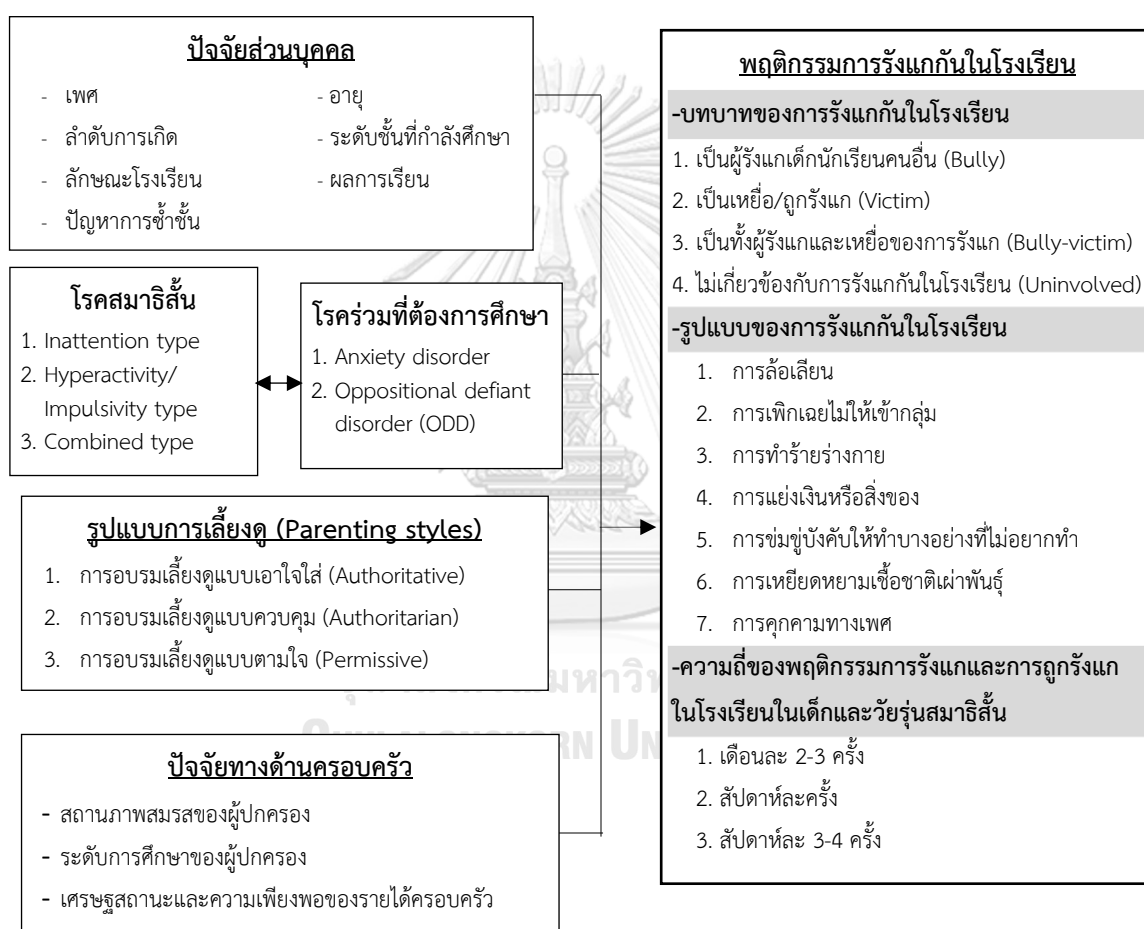 ปัจจัยส่วนบุคคล
- เพศ
- อายุ
- ลำดับการเกิด
- ระดับชั้นที่กำลังศึกษา
- ลักษณะโรงเรียน
- ผลการเรียน
- ปัญหาการซ้ำชั้น
โรคสมาธิสั้น
1. Inattention type
2. Hyperactivity/
Impulsivity type
3. Combined type
โรคร่วมที่ต้องการศึกษา
1. Anxiety disorder
2. Oppositional defiant
disorder (ODD)
รูปแบบการเลี้ยงดู (Parenting styles)
1. การอบรมเลี้ยงดูแบบเอาใจใส่ (Authoritative)
2. การอบรมเลี้ยงดูแบบควบคุม (Authoritarian)
3. การอบรมเลี้ยงดูแบบตามใจ (Permissive)
ปัจจัยทางด้านครอบครัว
- สถานภาพสมรสของผู้ปกครอง
- ระดับการศึกษาของผู้ปกครอง
- เศรษฐสถานะและความเพียงพอของรายได้ครอบครัว
พฤติกรรมการรังแกกันในโรงเรียน
-บทบาทของการรังแกกันในโรงเรียน
1. เป็นผู้รังแกเด็กนักเรียนคนอื่น (Bully)
2. เป็นเหยื่อ/ถูกรังแก (Victim)
3. เป็นทั้งผู้รังแกและเหยื่อของการรังแก (Bully-victim)
4. ไม่เกี่ยวข้องกับการรังแกกันในโรงเรียน (Uninvolved)
-รูปแบบของการรังแกกันในโรงเรียน
1. การล้อเลียน
2. การเพิกเฉยไม่ให้เข้ากลุ่ม
3. การทำร้ายร่างกาย
4. การแย่งเงินหรือสิ่งของ
5. การข่มขู่บังคับให้ทำบางอย่างที่ไม่อยากทำ
6. การเหยียดหยามเชื้อชาติเผ่าพันธุ์
7. การคุกคามทางเพศ
-ความถี่ของพฤติกรรมการรังแกและการถูกรังแก
ในโรงเรียนในเด็กและวัยรุ่นสมาธิสั้น
1. เดือนละ 2-3 ครั้ง
2. สัปดาห์ละครั้ง
3. สัปดาห์ละ 3-4 ครั้ง